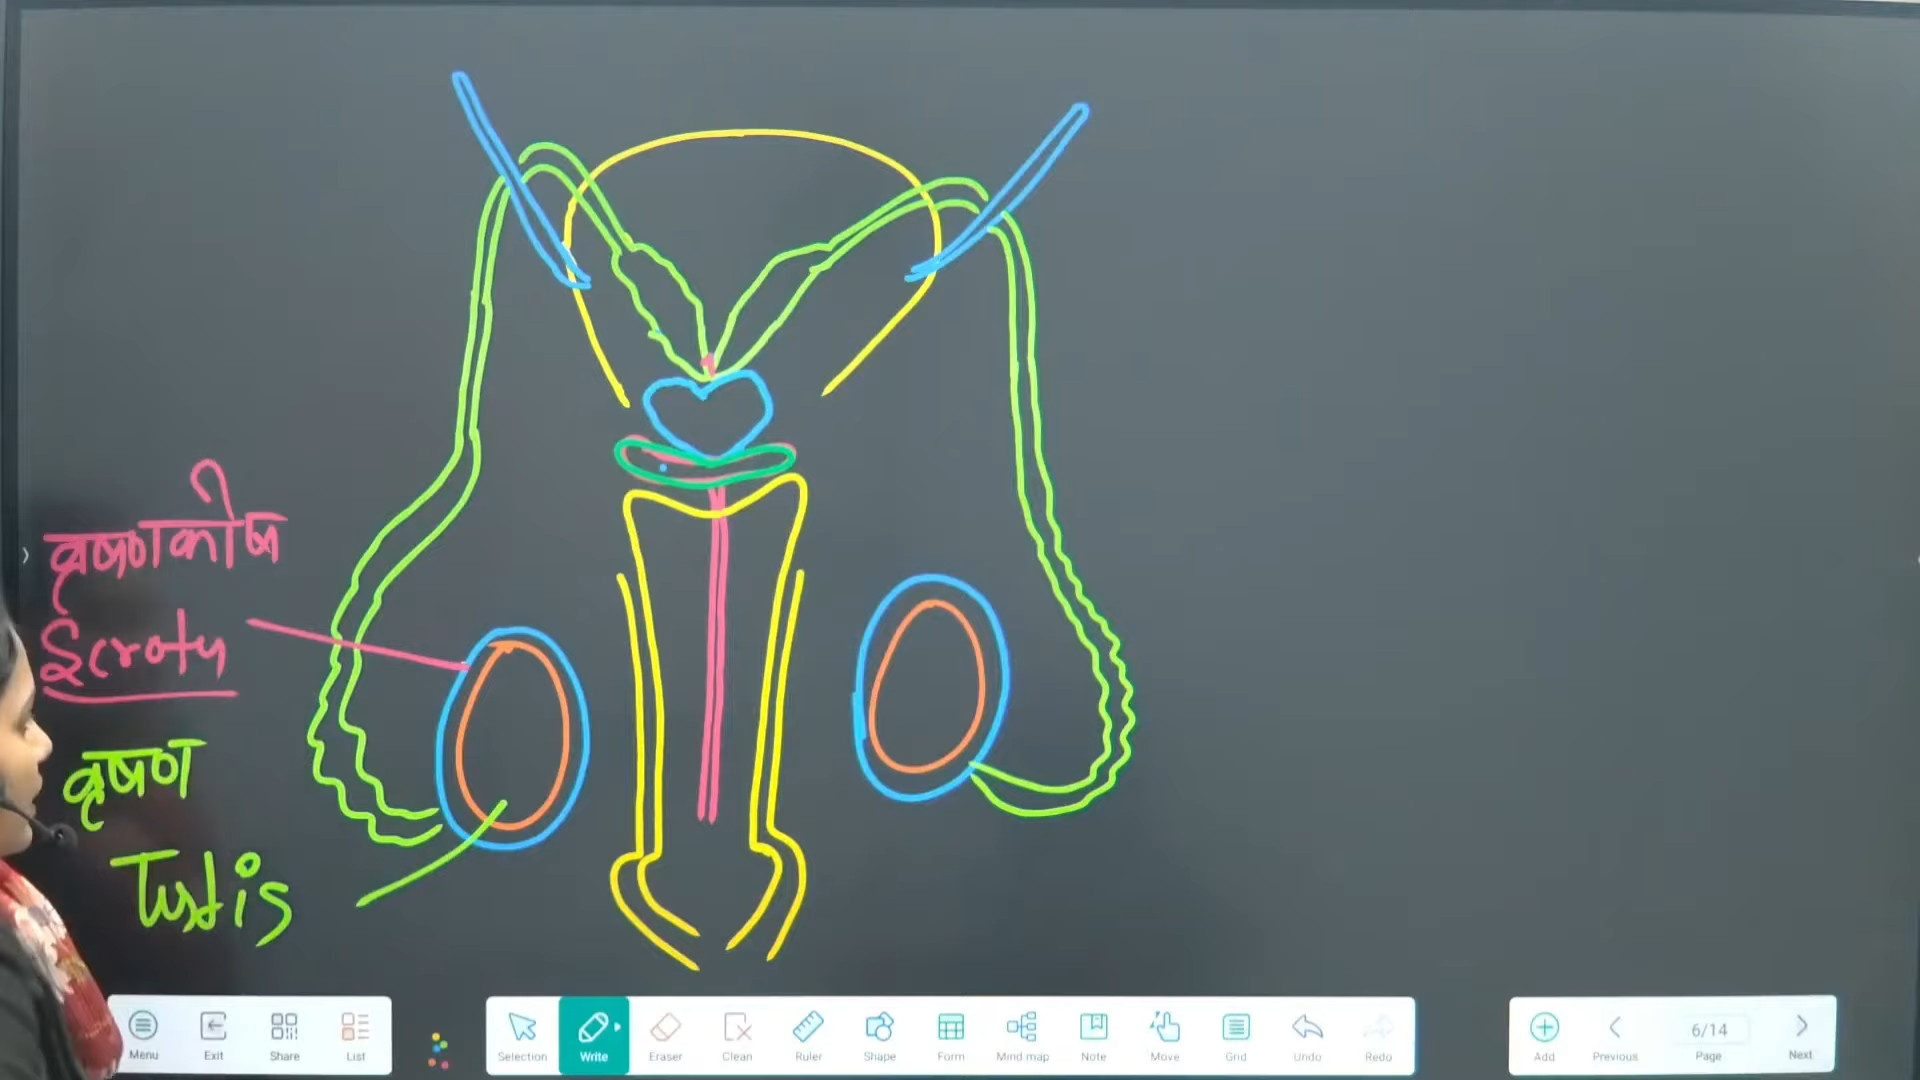 वृषणकोष
Scrotu
वृषण
Testis
Menu
Exit
Share
List
Selection
Write
Eraser
Clean
Ruler
Shape
Form
Mind map
Note
Move
Grid
Undo
Redo
Add
Previous
6/14
Page
Next